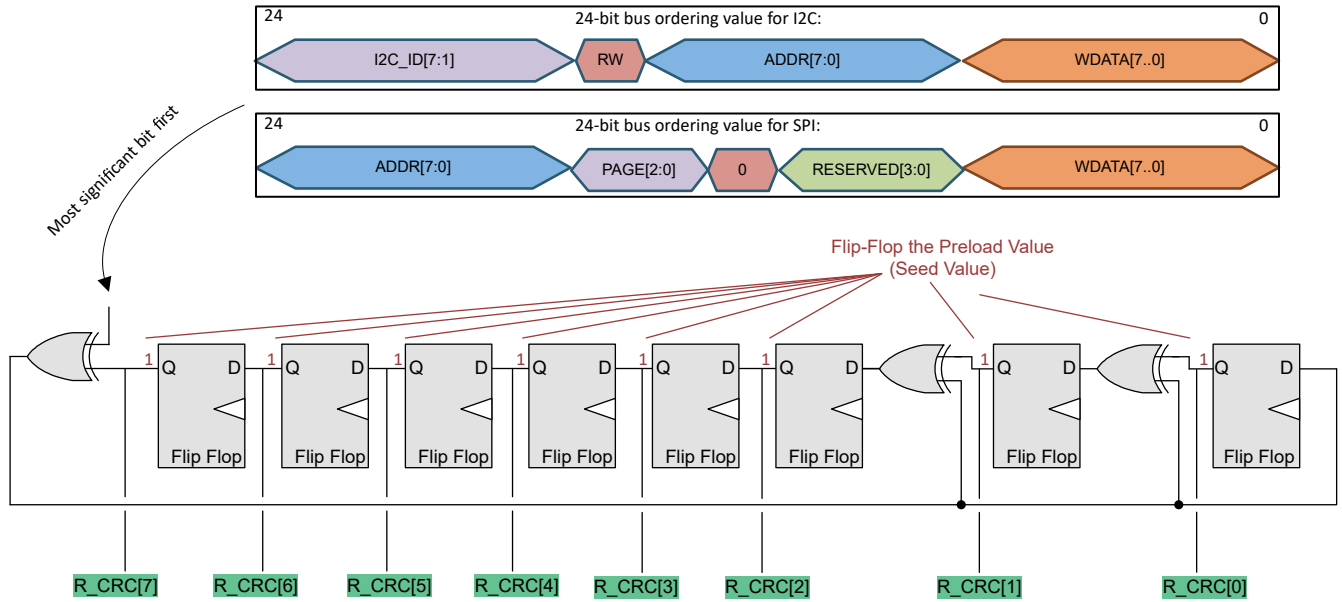 24
24-bit bus ordering value for I2C:
0
I2C_ID[7:1]
RW
ADDR[7:0]
WDATA[7..0]
Most significant bit first
24
24-bit bus ordering value for SPI:
0
ADDR[7:0]
PAGE[2:0]
0
RESERVED[3:0]
WDATA[7..0]
Flip-Flop the Preload Value
(Seed Value)
1
Q
D
Flip Flop
1
Q
D
Flip Flop
1
Q
D
Flip Flop
1
Q
D
Flip Flop
1
Q
D
Flip Flop
1
Q
D
Flip Flop
1
Q
D
Flip Flop
1
Q
D
Flip Flop
R_CRC[7]
R_CRC[6]
R_CRC[5]
R_CRC[4]
R_CRC[3]
R_CRC[2]
R_CRC[1]
R_CRC[0]